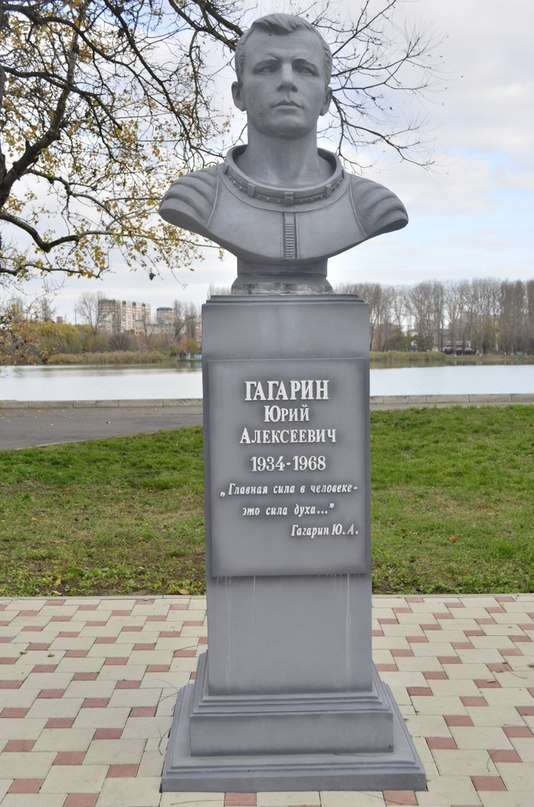 ГАГАРИН
ЮРИЙ
АЛЕКСЕЕВИЧ
1934-1968
„Главная сила в человеке-
это сила духа..."
Гагарин Ю. А.